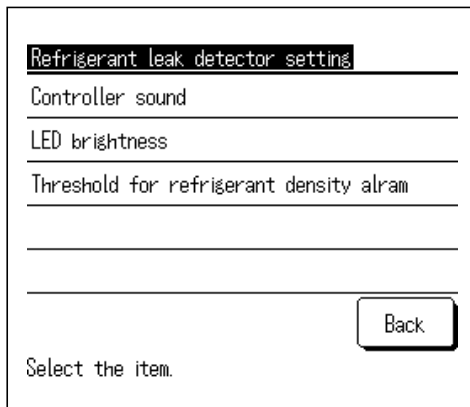 Refrigerant leak detector setting
Controller sound
LED brightness
Threshold for refrigerant density alram
Back
Select the item.